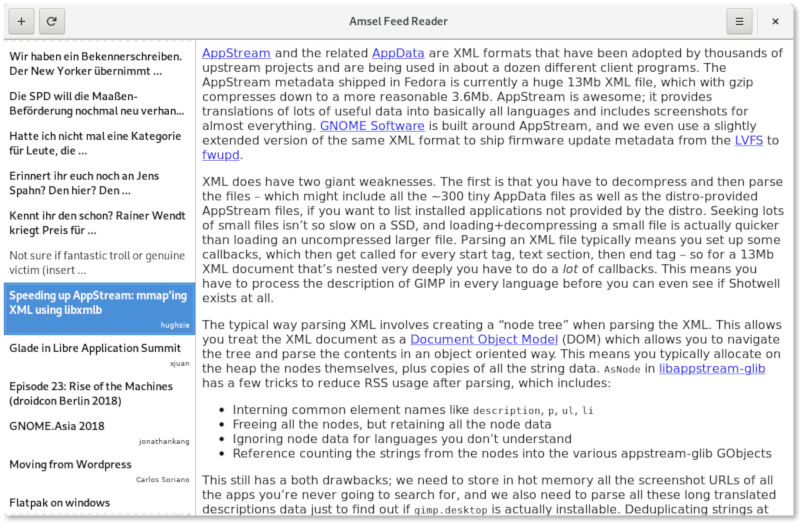 Amsel Feed Reader
Wir haben ein Bekennerschreiben.
Der New Yorker übernimmt ...
Die SPD will die Maaßen-
Beförderung nochmal neu verhan...
Hatte ich nicht mal eine Kategorie
für Leute, die ...
Erinnert ihr euch noch an Jens
Spahn? Den hier? Den ...
Kennt ihr den schon? Rainer Wendt
kriegt Preis für ...
Not sure if fantastic troll or genuine
victim (insert ...
Speeding up AppStream: mmap'ing
XML using libxmlb
hughsie
Glade in Libre Application Summit
xjuan
Episode 23: Rise of the Machines
(droidcon Berlin 2018)
GNOME.Asia 2018
jonathankang
Moving from Wordpress
Carlos Soriano
Flatpak on windows
AppStream and the related AppData are XML formats that have been adopted by thousands of
upstream projects and are being used in about a dozen different client programs. The
AppStream metadata shipped in Fedora is currently a huge 13Mb XML file, which with gzip
compresses down to a more reasonable 3.6Mb. AppStream is awesome; it provides
translations of lots of useful data into basically all languages and includes screenshots for
almost everything. GNOME Software is built around AppStream, and we even use a slightly
extended version of the same XML format to ship firmware update metadata from the LVFS to
fwupd.
XML does have two giant weaknesses. The first is that you have to decompress and then parse
the files – which might include all the ~300 tiny AppData files as well as the distro-provided
AppStream files, if you want to list installed applications not provided by the distro. Seeking lots
of small files isn't so slow on a SSD, and loading+decompressing a small file is actually quicker
than loading an uncompressed larger file. Parsing an XML file typically means you set up some
callbacks, which then get called for every start tag, text section, then end tag – so for a 13Mb
XML document that's nested very deeply you have to do a lot of callbacks. This means you
have to process the description of GIMP in every language before you can even see if Shotwell
exists at all.
The typical way parsing XML involves creating a “node tree” when parsing the XML. This allows
you treat the XML document as a Document Object Model (DOM) which allows you to navigate
the tree and parse the contents in an object oriented way. This means you typically allocate on
the heap the nodes themselves, plus copies of all the string data. AsNode in libappstream-glib
has a few tricks to reduce RSS usage after parsing, which includes:
• Interning common element names like description, p, ul, li
• Freeing all the nodes, but retaining all the node data
• Ignoring node data for languages you don't understand
• Reference counting the strings from the nodes into the various appstream-glib GObjects
This still has a both drawbacks; we need to store in hot memory all the screenshot URLs of all
the apps you're never going to search for, and we also need to parse all these long translated
descriptions data just to find out if gimp.desktop is actually installable. Deduplicating strings at